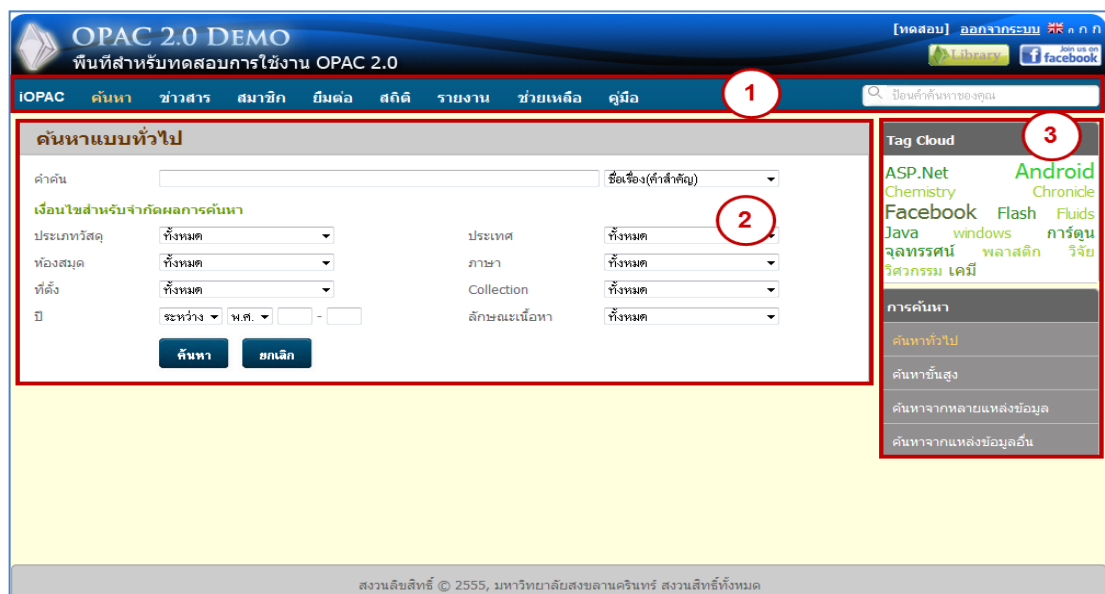 OPAC 2.0 DEMO
พื้นที่สำหรับทดสอบการใช้งาน OPAC 2.0
[ทดสอบ] ออกจากระบบ ก ก ก
Library
Join us on facebook
iOPAC ค้นหา ข่าวสาร สมาชิก ยืมต่อ สถิติ รายงาน ช่วยเหลือ คู่มือ
1
ป้อนคำค้นหาของคุณ
ค้นหาแบบทั่วไป
คำค้น ชื่อเรื่อง(คำสำคัญ)
เงื่อนไขสำหรับจำกัดผลการค้นหา
2
ประเภทวัสดุ ทั้งหมด ประเทศ ทั้งหมด
ห้องสมุด ทั้งหมด ภาษา ทั้งหมด
ที่ตั้ง ทั้งหมด Collection ทั้งหมด
ปี ระหว่าง พ.ศ. - ลักษณะเนื้อหา ทั้งหมด
ค้นหา ยกเลิก
3
Tag Cloud
ASP.Net Android
Chemistry Chronicle
Facebook Flash Fluids
Java windows การ์ตูน
จุลทรรศน์ พลาสติก วิจัย
วิศวกรรม เคมี
การค้นหา
ค้นหาทั่วไป
ค้นหาขั้นสูง
ค้นหาจากหลายแหล่งข้อมูล
ค้นหาจากแหล่งข้อมูลอื่น
สงวนลิขสิทธิ์ © 2555, มหาวิทยาลัยสงขลานครินทร์ สงวนสิทธิ์ทั้งหมด